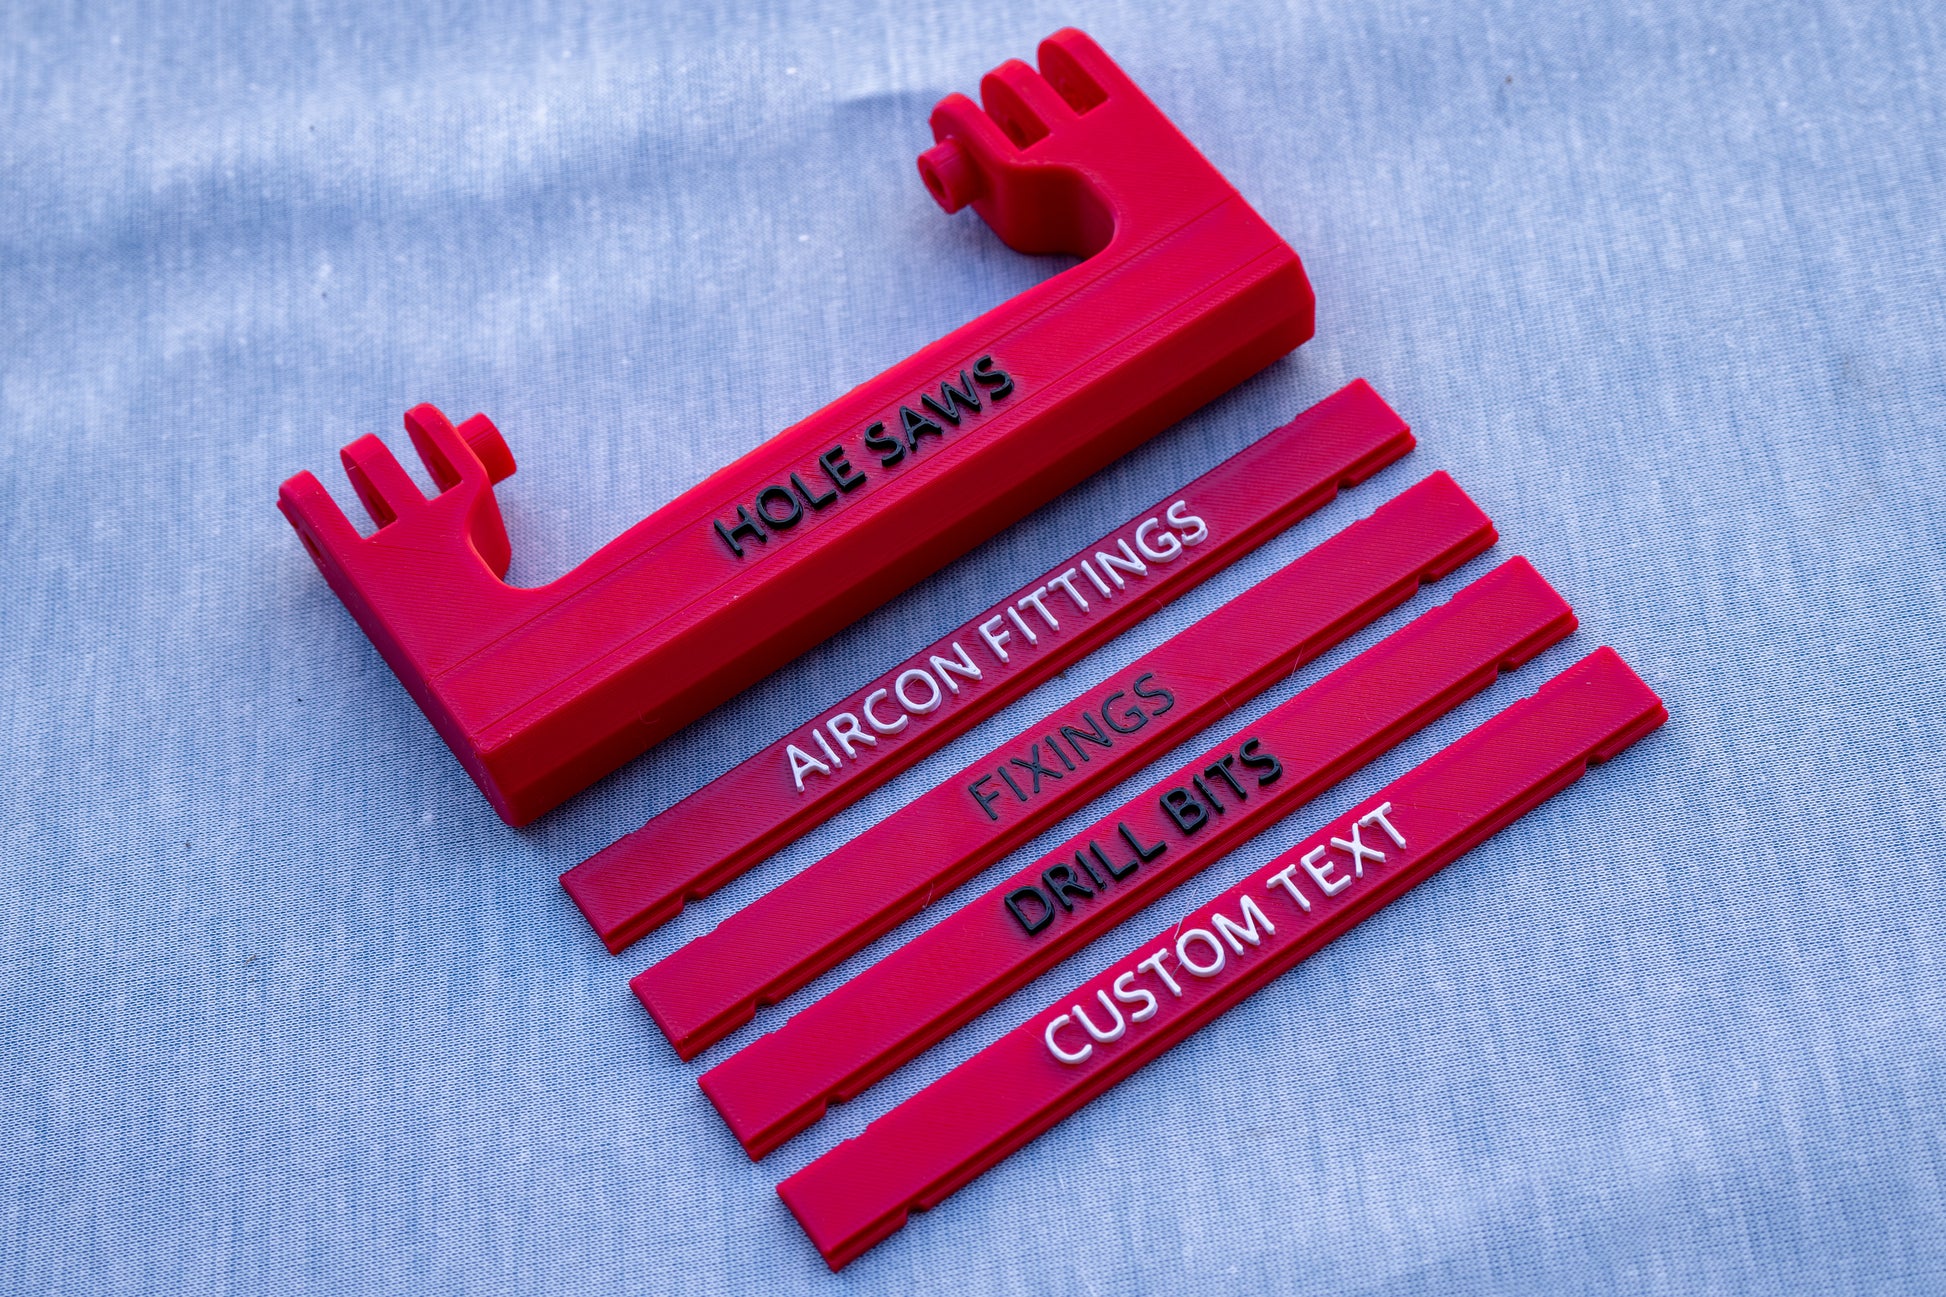 HOLE SAWS
AIRCON FITTINGS
FIXINGS
DRILL BITS
CUSTOM TEXT